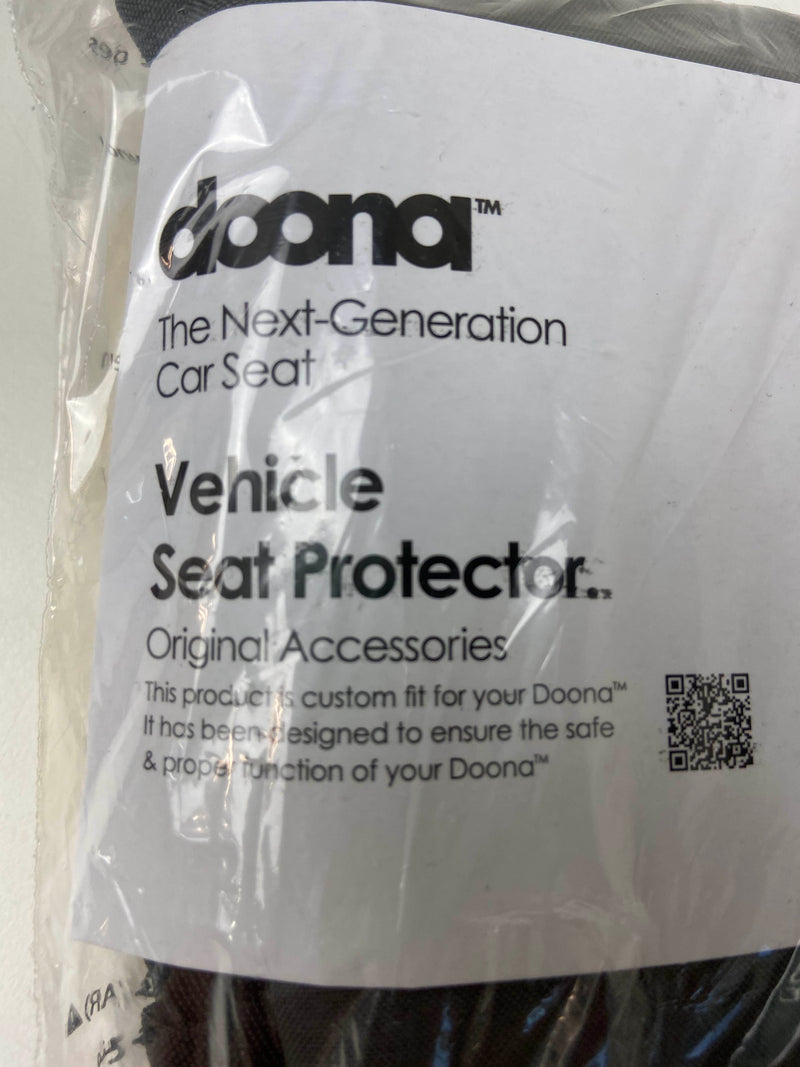 doona™
The Next-Generation
Car Seat
Vehicle
Seat Protector
Original Accessories
This product is custom fit for your Doona™
It has been designed to ensure the safe
& proper function of your Doona™
(AR)